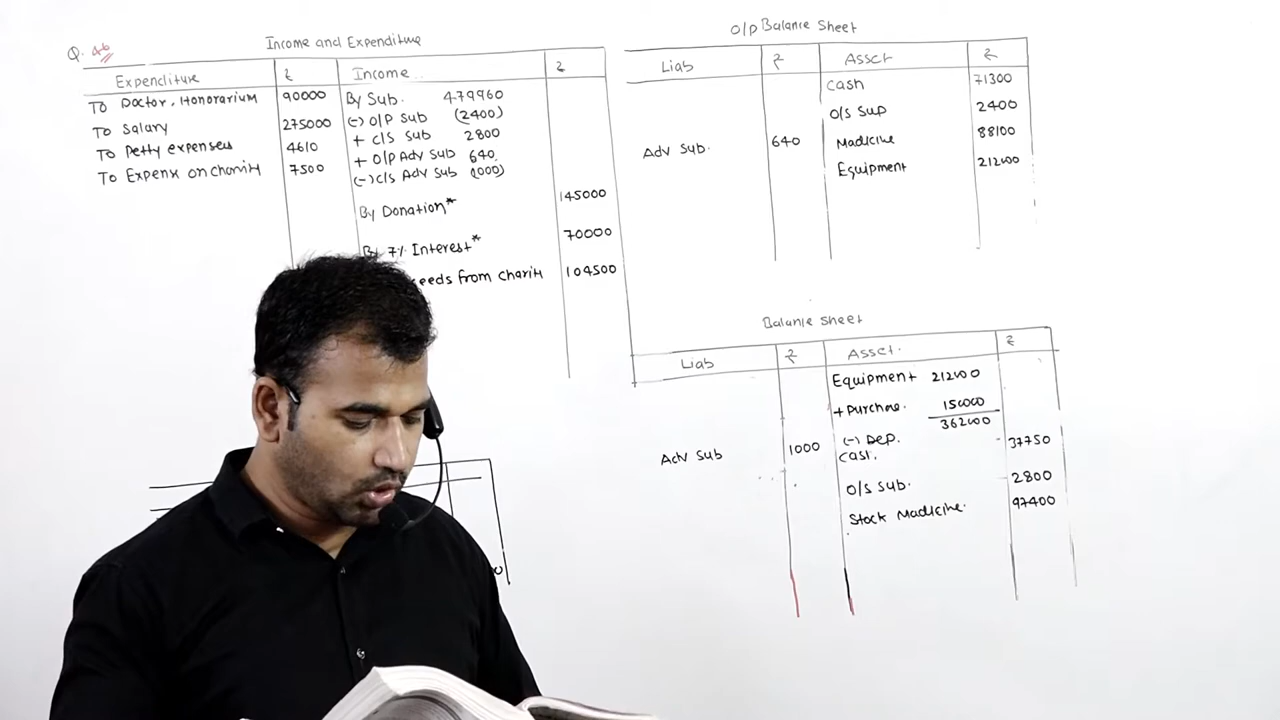 Q. 46
Income and Expenditure
Expenditure ₹ Income ₹
To Doctor. Honorarium 90000 By Sub. 479960
To Salary 275000 (-) O/P Sub (2400)
To Petty expenses 4610 + C/S Sub 2800
To Expenx on charity 7500 + O/P Adv Sub 640
(-) C/S Adv Sub (1000)
By Donation* 145000
By 7% Interest* 70000
eeds from charity 104500
O/P Balance Sheet
Liab ₹ Asset ₹
Cash 71300
O/S Sup 2400
Adv Sub. 640 Madicine 88100
Equipment 212000
Balance Sheet
Liab ₹ Asset. ₹
Equipment 212000
+ Purchase. 150000
362000
(-) Dep.
Adv Sub 1000 Cash. 37750
O/S Sub. 2800
Stock Madicine. 97400